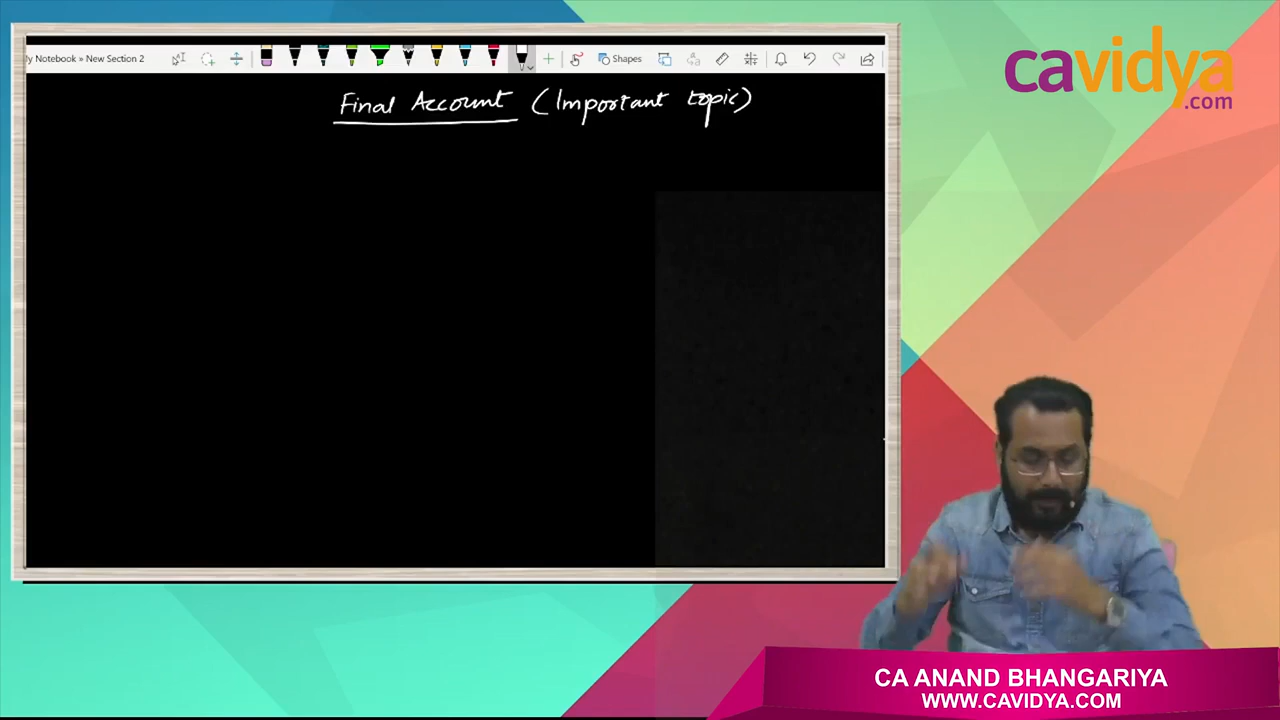 y Notebook » New Section 2
Shapes
cavidya
.com
Final Account (Important topic)
CA ANAND BHANGARIYA
WWW.CAVIDYA.COM